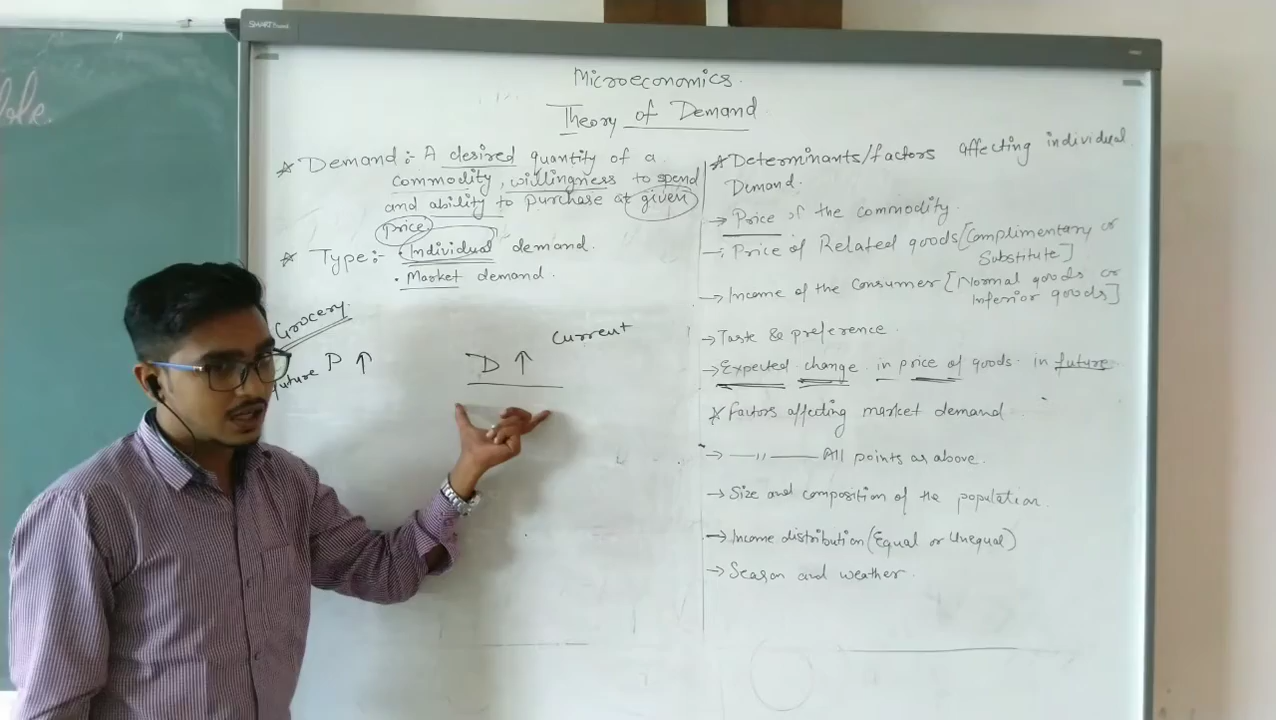 SMART Board
Microeconomics
Theory of Demand
☆ Demand :- A desired quantity of a
commodity, willingness to spend
and ability to purchase at given
Price
☆ Type :- • Individual demand.
• Market demand.
Grocery
future P ↑
D ↑ Current
☆ Determinants/factors affecting individual
Demand.
→ Price of the commodity.
→ Price of Related goods [Complimentary or
Substitute]
→ Income of the Consumer [Normal goods or
Inferior goods]
→ Taste & preference.
→ Expected change in price of goods in future.
☆ Factors affecting market demand
→ —〃— All points as above.
→ Size and composition of the population.
→ Income distribution (Equal or Unequal)
→ Season and weather.